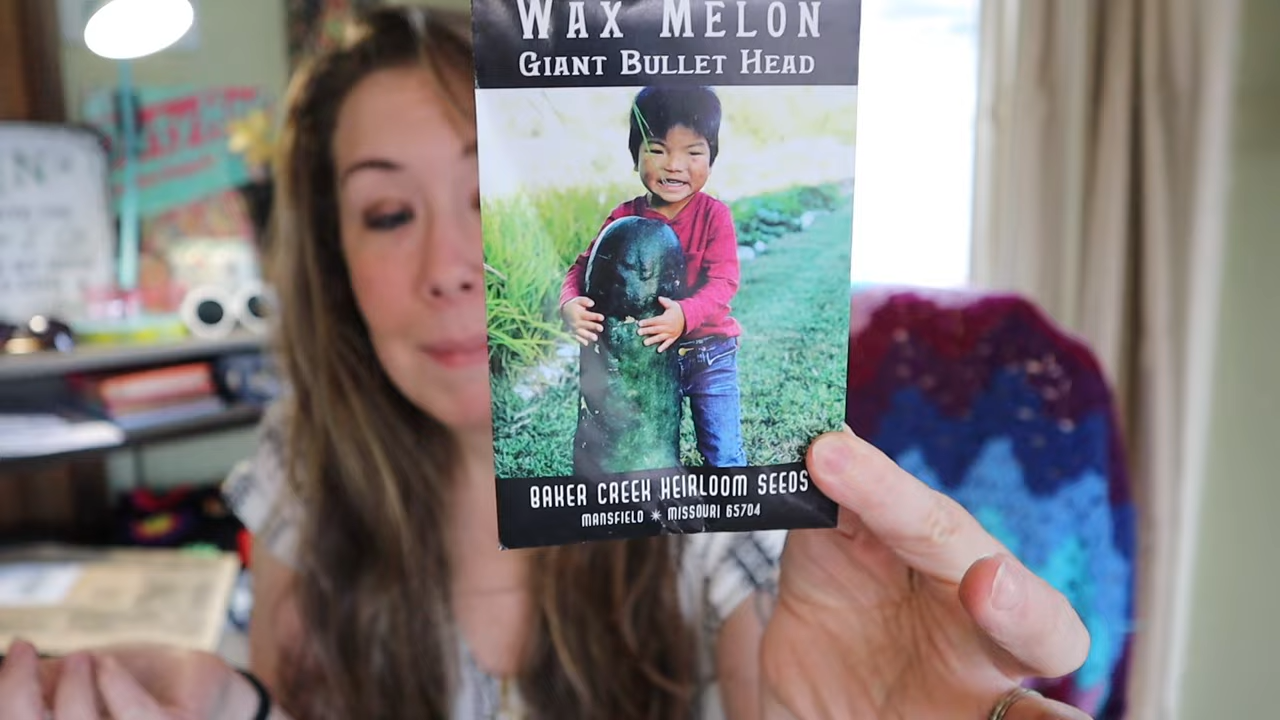 WAX MELON
GIANT BULLET HEAD
BAKER CREEK HEIRLOOM SEEDS
MANSFIELD ✷ MISSOURI 65704